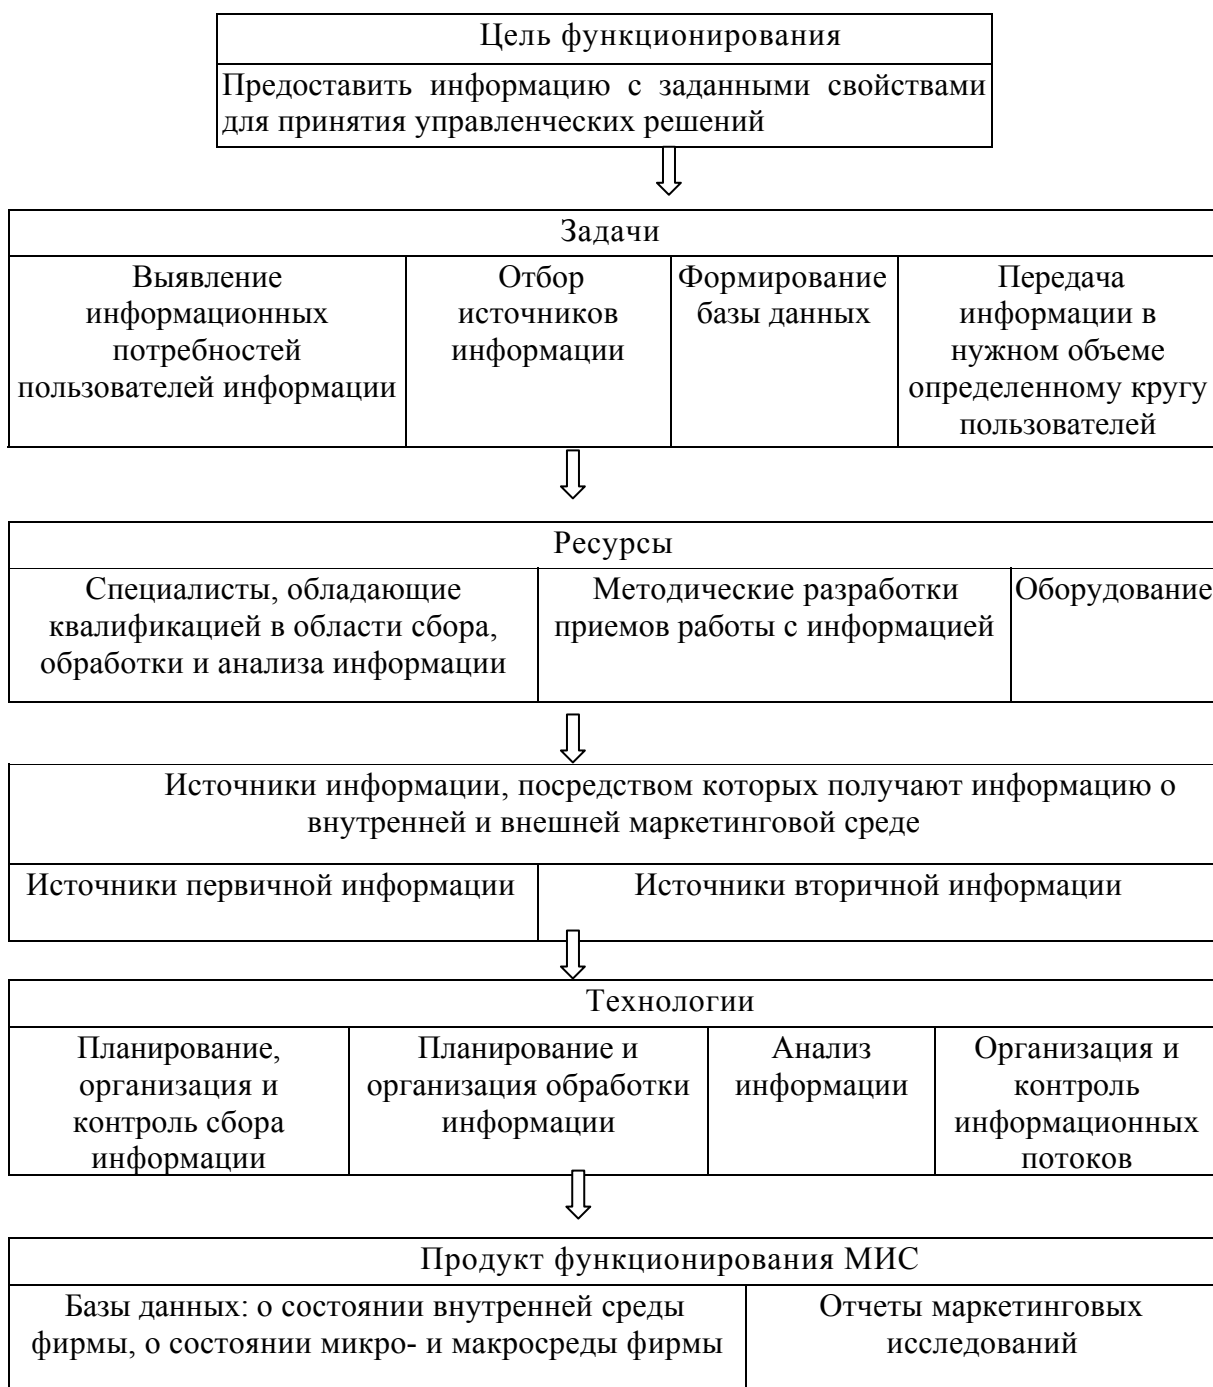 Цель функционирования
Предоставить информацию с заданными свойствами
для принятия управленческих решений
Задачи
Выявление
информационных
потребностей
пользователей информации
Отбор
источников
информации
Формирование
базы данных
Передача
информации в
нужном объеме
определенному кругу
пользователей
Ресурсы
Специалисты, обладающие
квалификацией в области сбора,
обработки и анализа информации
Методические разработки
приемов работы с информацией
Оборудование
Источники информации, посредством которых получают информацию о
внутренней и внешней маркетинговой среде
Источники первичной информации
Источники вторичной информации
Технологии
Планирование,
организация и
контроль сбора
информации
Планирование и
организация обработки
информации
Анализ
информации
Организация и
контроль
информационных
потоков
Продукт функционирования МИС
Базы данных: о состоянии внутренней среды
фирмы, о состоянии микро- и макросреды фирмы
Отчеты маркетинговых
исследований